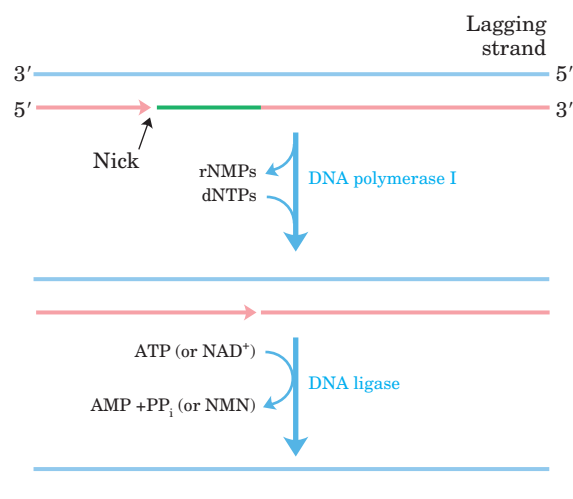 Lagging
strand
3′ 5′
5′ 3′
Nick
rNMPs
dNTPs
DNA polymerase I
ATP (or NAD⁺)
DNA ligase
AMP +PPᵢ (or NMN)